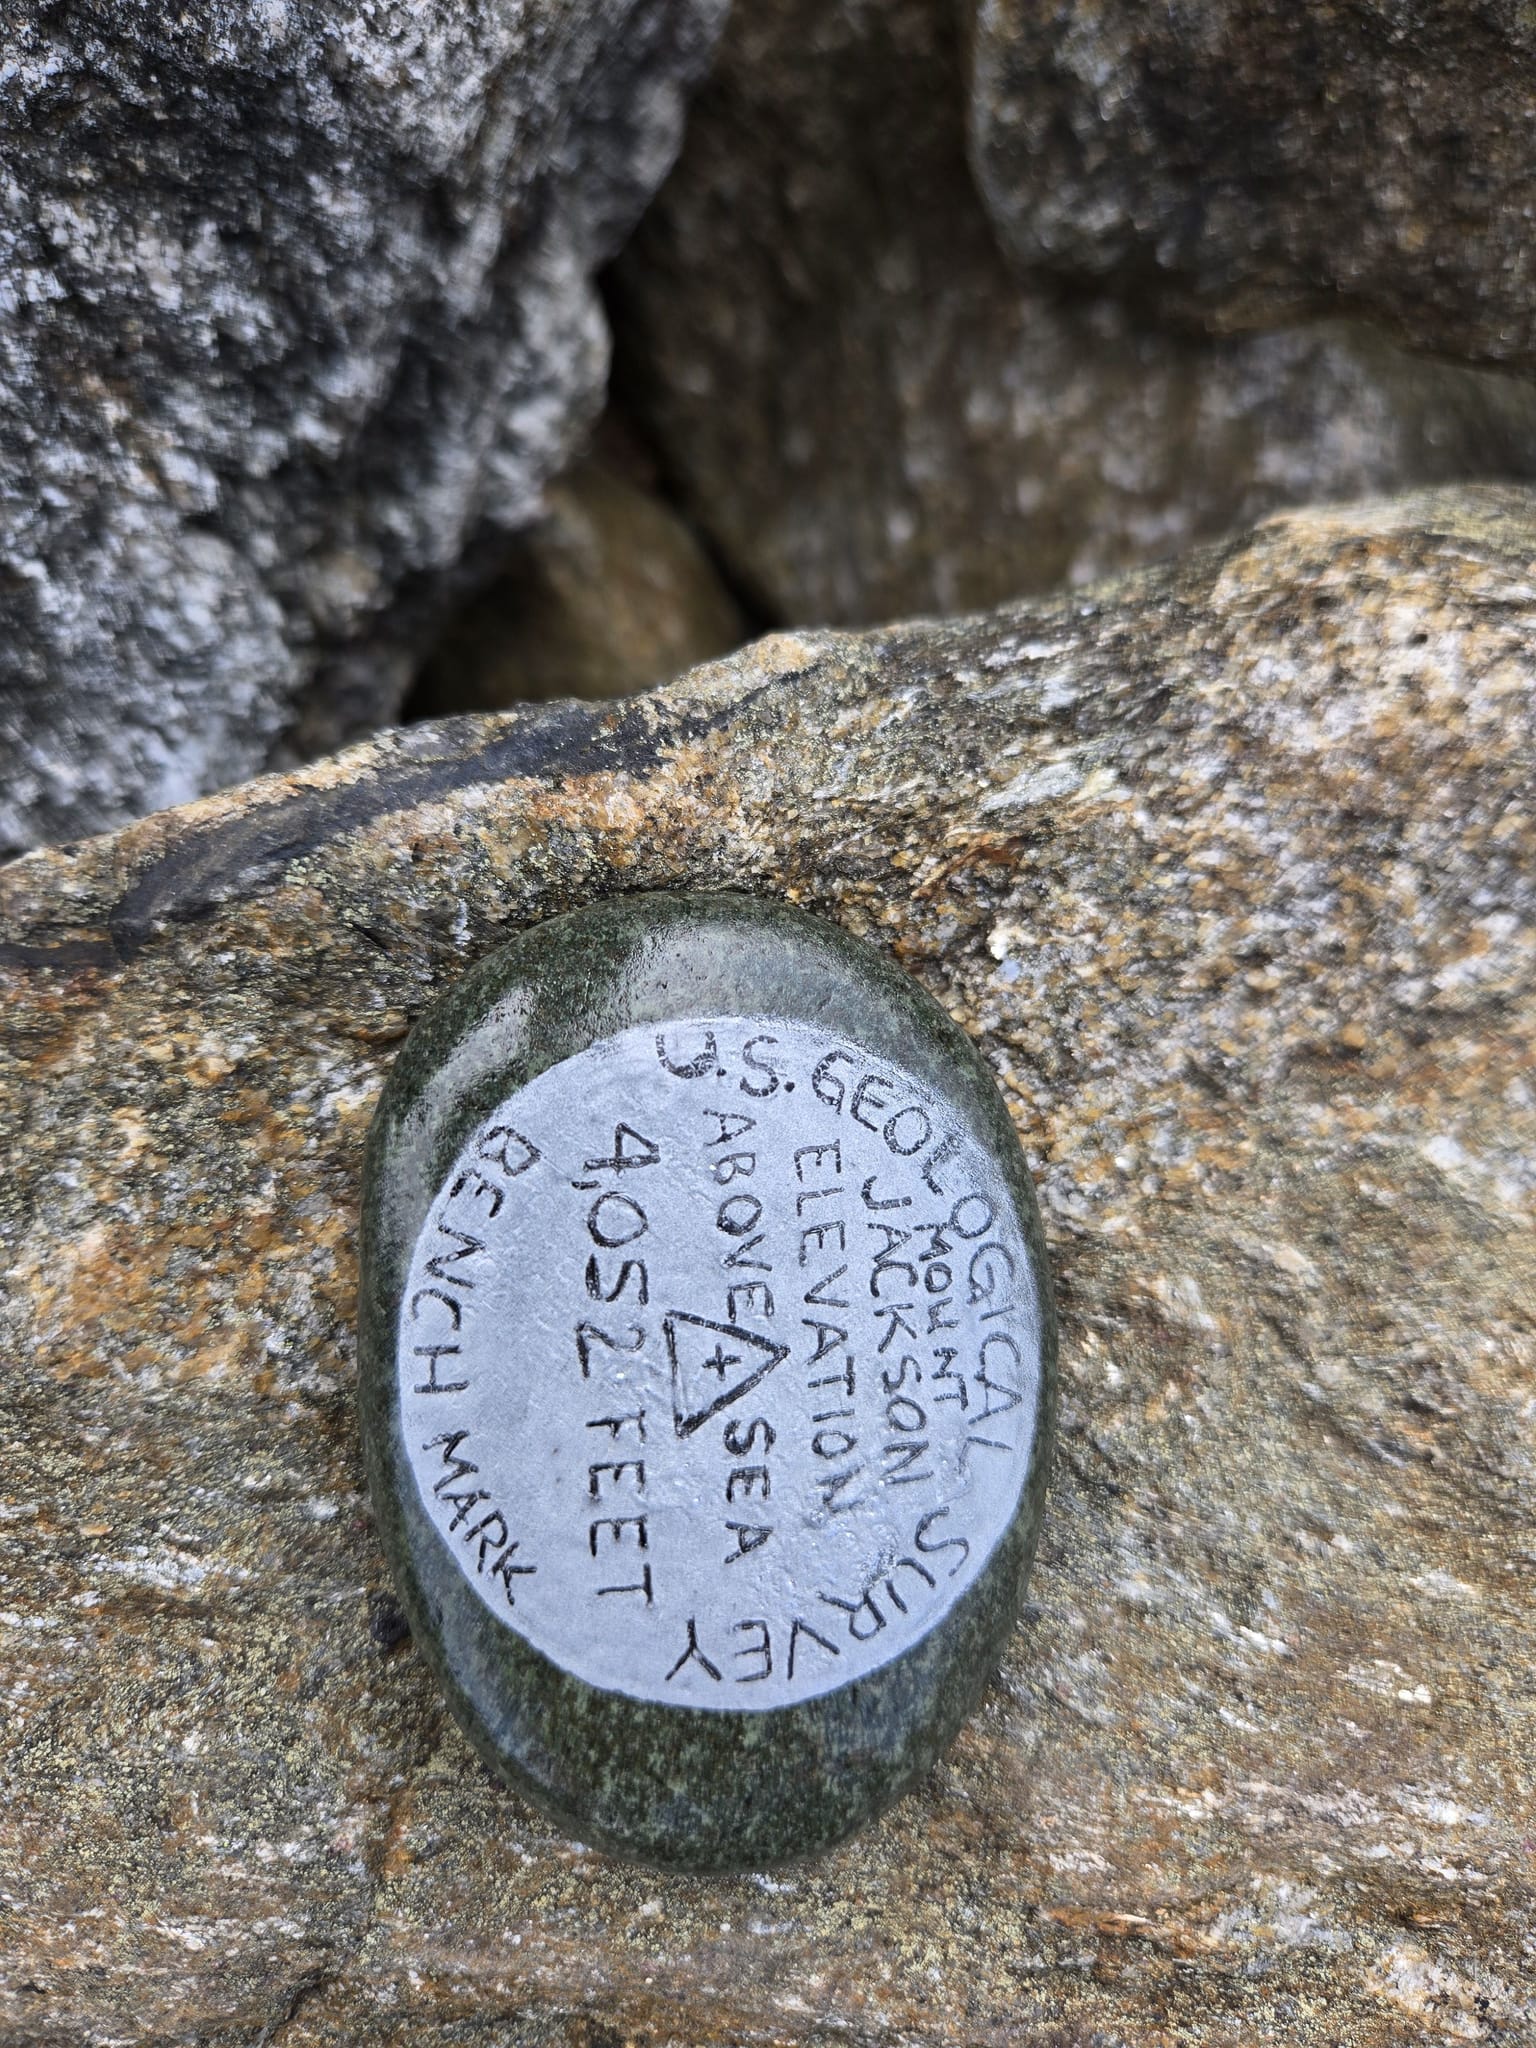 U.S. GEOLOGICAL SURVEY
MOUNT
JACKSON
ELEVATION
ABOVE SEA
4,052 FEET
BENCH MARK